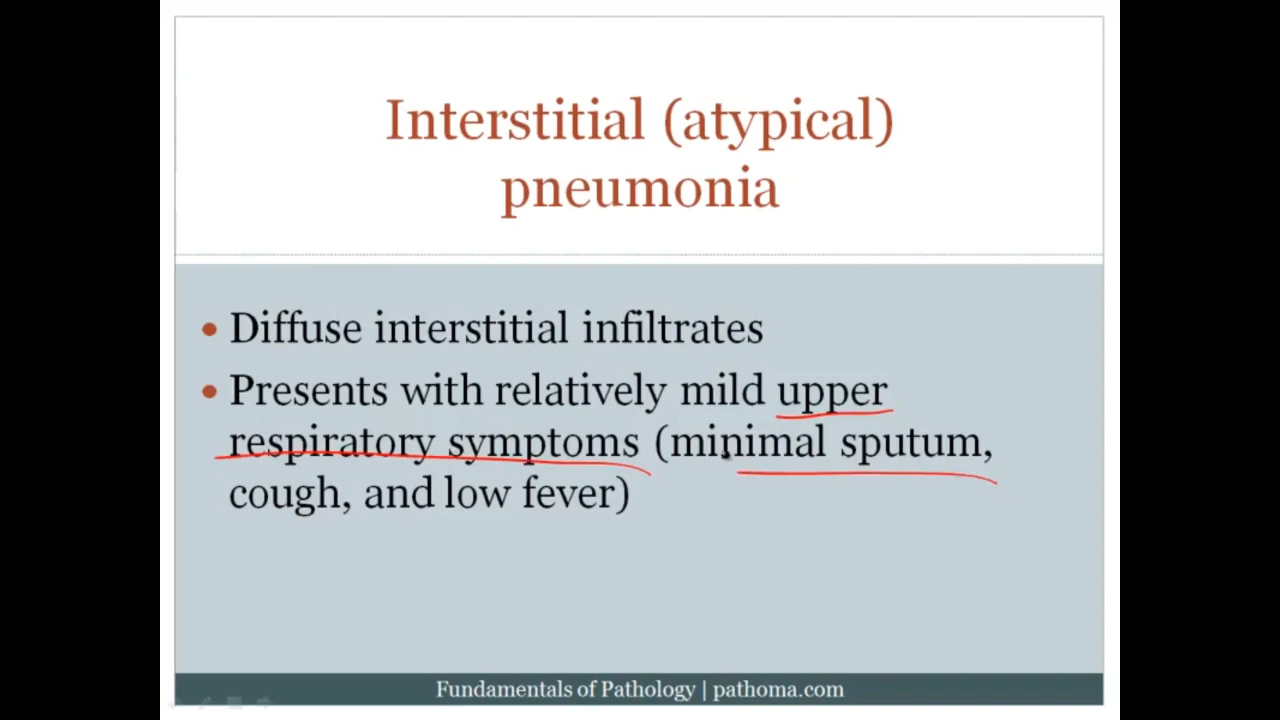 Interstitial (atypical)
pneumonia
• Diffuse interstitial infiltrates
• Presents with relatively mild upper
respiratory symptoms (minimal sputum,
cough, and low fever)
Fundamentals of Pathology | pathoma.com